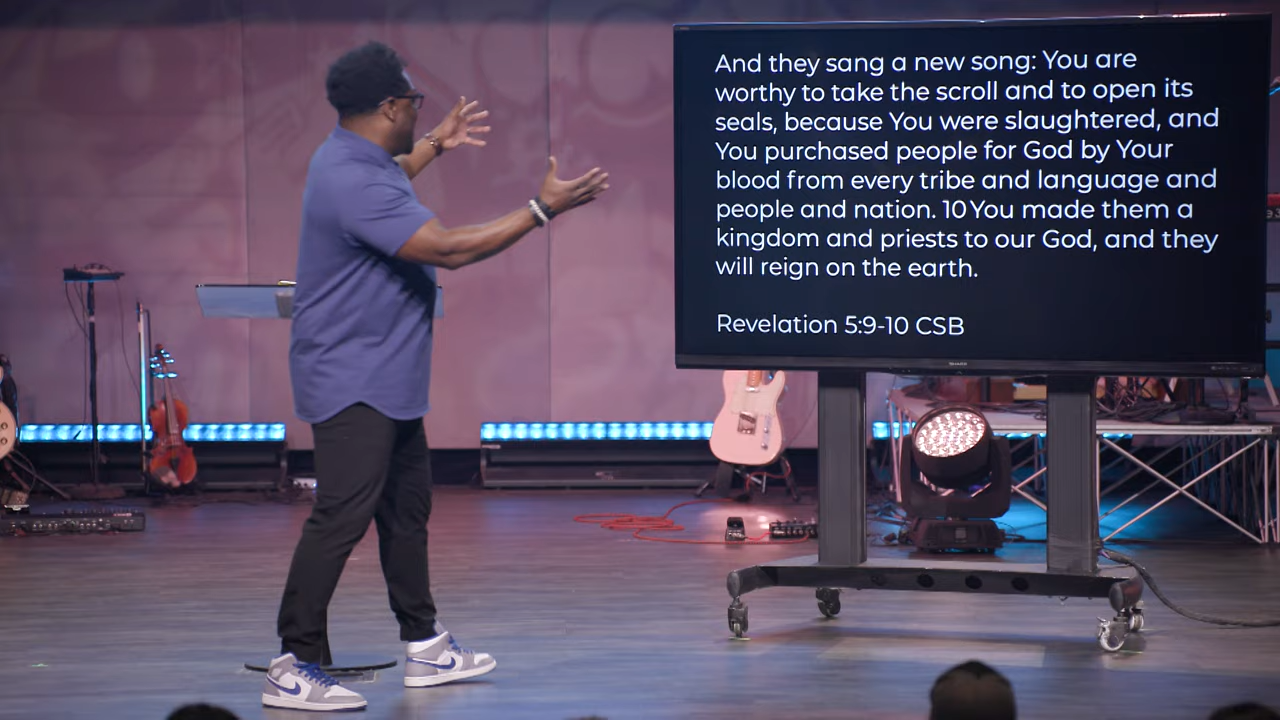 And they sang a new song: You are
worthy to take the scroll and to open its
seals, because You were slaughtered, and
You purchased people for God by Your
blood from every tribe and language and
people and nation. 10 You made them a
kingdom and priests to our God, and they
will reign on the earth.
Revelation 5:9-10 CSB